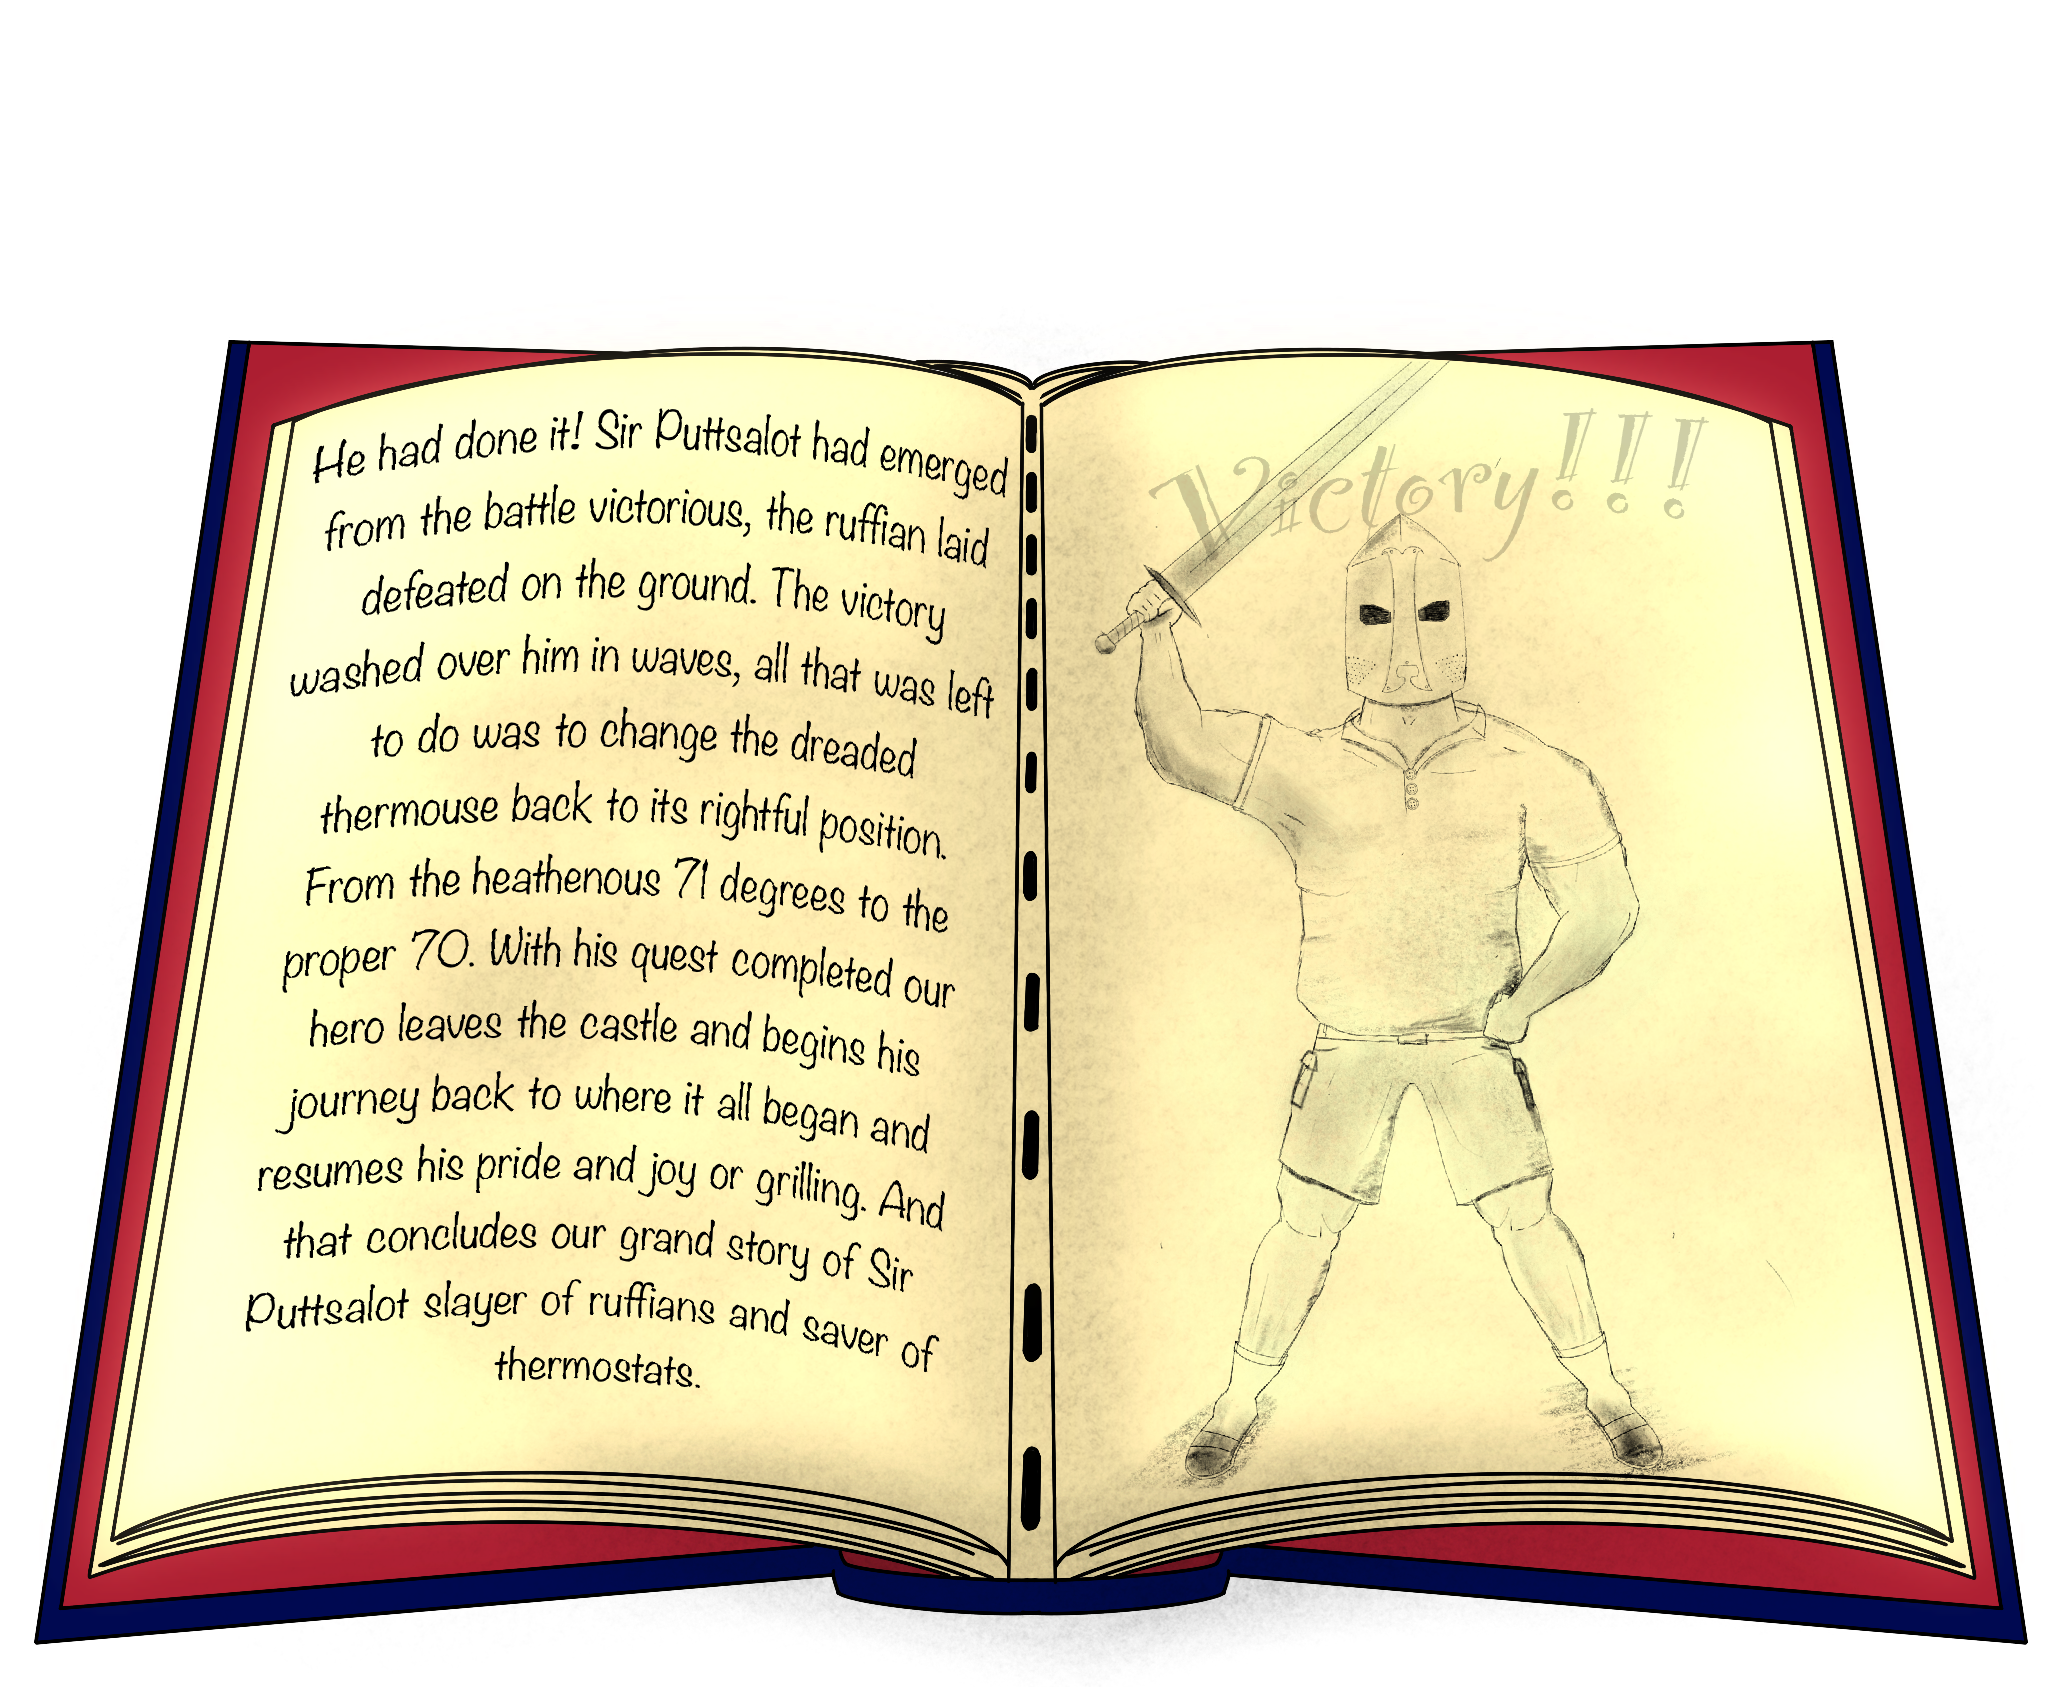 He had done it! Sir Puttsalot had emerged
from the battle victorious, the ruffian laid
defeated on the ground. The victory
washed over him in waves, all that was left
to do was to change the dreaded
thermouse back to its rightful position.
From the heathenous 71 degrees to the
proper 70. With his quest completed our
hero leaves the castle and begins his
journey back to where it all began and
resumes his pride and joy or grilling. And
that concludes our grand story of Sir
Puttsalot slayer of ruffians and saver of
thermostats.
Victory!!!